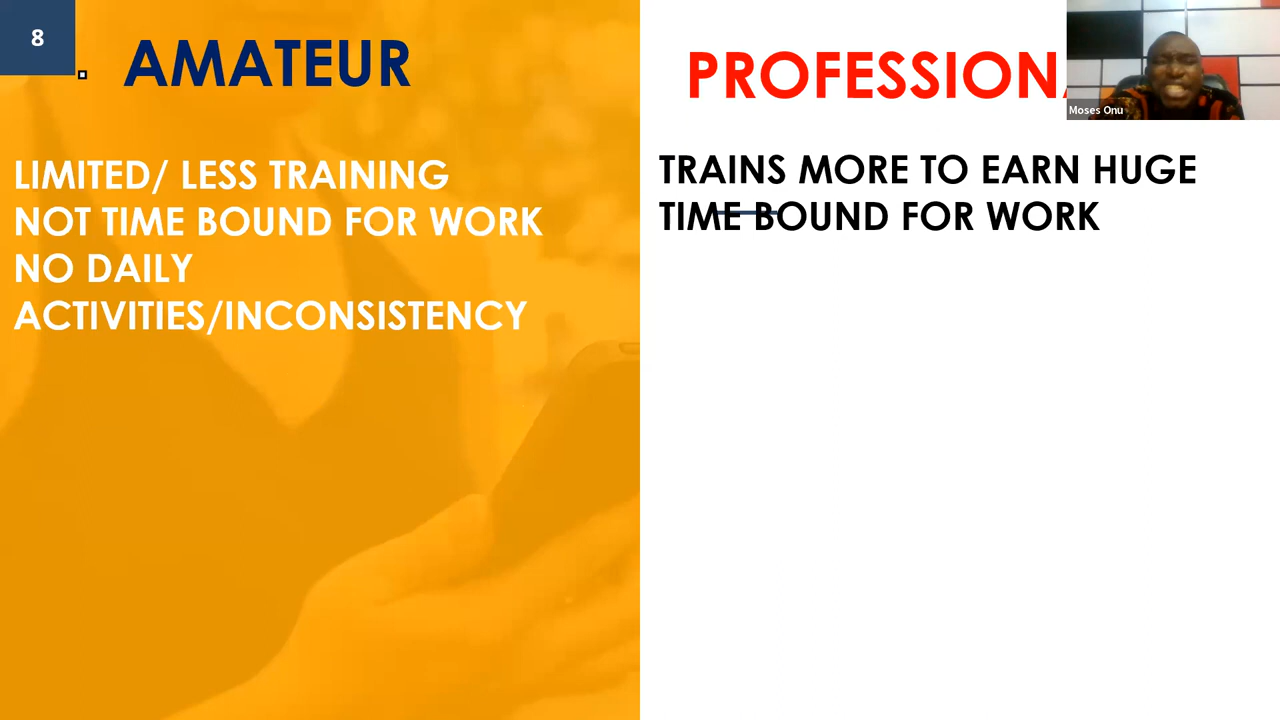 8
. AMATEUR
LIMITED/ LESS TRAINING
NOT TIME BOUND FOR WORK
NO DAILY
ACTIVITIES/INCONSISTENCY
PROFESSION
TRAINS MORE TO EARN HUGE
TIME BOUND FOR WORK
Moses Onu